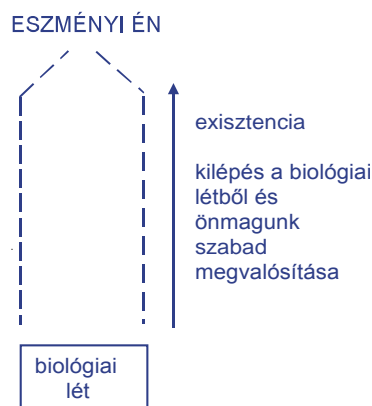 ESZMÉNYI ÉN
exisztencia
kilépés a biológiai
létből és
önmagunk
szabad
megvalósítása
biológiai
lét